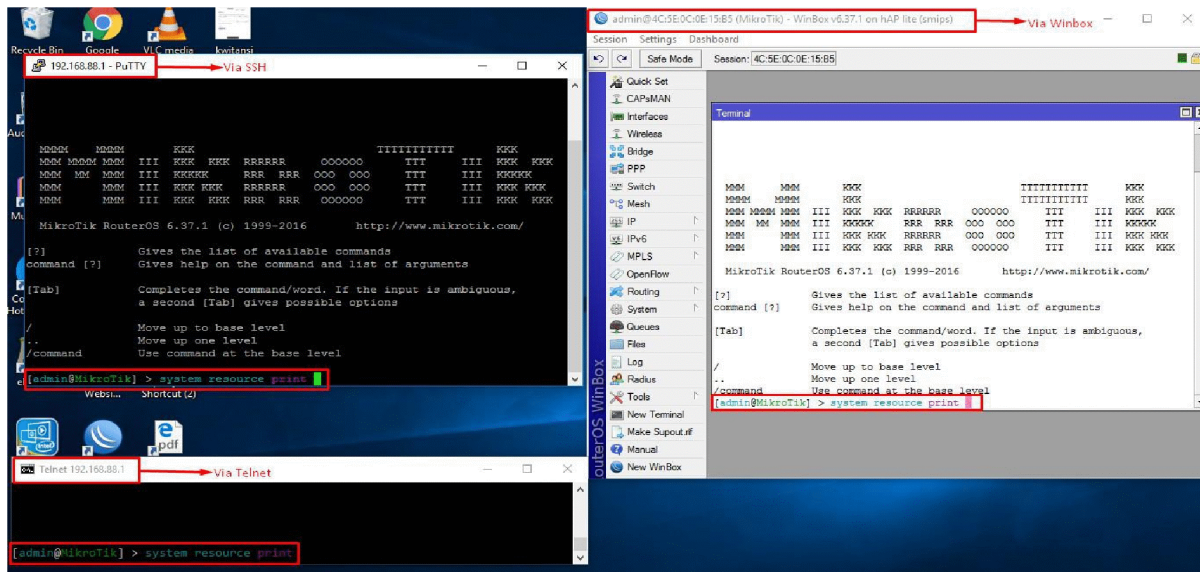 Recycle Bin
Google
VLC media
kwitansi
192.168.88.1 - PuTTY
Via SSH
MikroTik RouterOS 6.37.1 (c) 1999-2016 http://www.mikrotik.com/
[?] Gives the list of available commands
command [?] Gives help on the command and list of arguments
[Tab] Completes the command/word. If the input is ambiguous,
a second [Tab] gives possible options
/ Move up to base level
.. Move up one level
/command Use command at the base level
[admin@MikroTik] > system resource print
Websi...
Shortcut (2)
pdf
Telnet 192.168.88.1
Via Telnet
[admin@MikroTik] > system resource print
admin@4C:5E:0C:0E:15:B5 (MikroTik) - WinBox v6.37.1 on hAP lite (smips)
Via Winbox
Session Settings Dashboard
Safe Mode
Session: 4C:5E:0C:0E:15:B5
Quick Set
CAPsMAN
Interfaces
Wireless
Bridge
PPP
Switch
Mesh
IP
IPv6
MPLS
OpenFlow
Routing
System
Queues
Files
Log
Radius
Tools
New Terminal
Make Supout.rif
Manual
New WinBox
outerOS WinBox
Terminal
MikroTik RouterOS 6.37.1 (c) 1999-2016 http://www.mikrotik.com/
[?] Gives the list of available commands
command [?] Gives help on the command and list of arguments
[Tab] Completes the command/word. If the input is ambiguous,
a second [Tab] gives possible options
/ Move up to base level
.. Move up one level
/command Use command at the base level
[admin@MikroTik] > system resource print